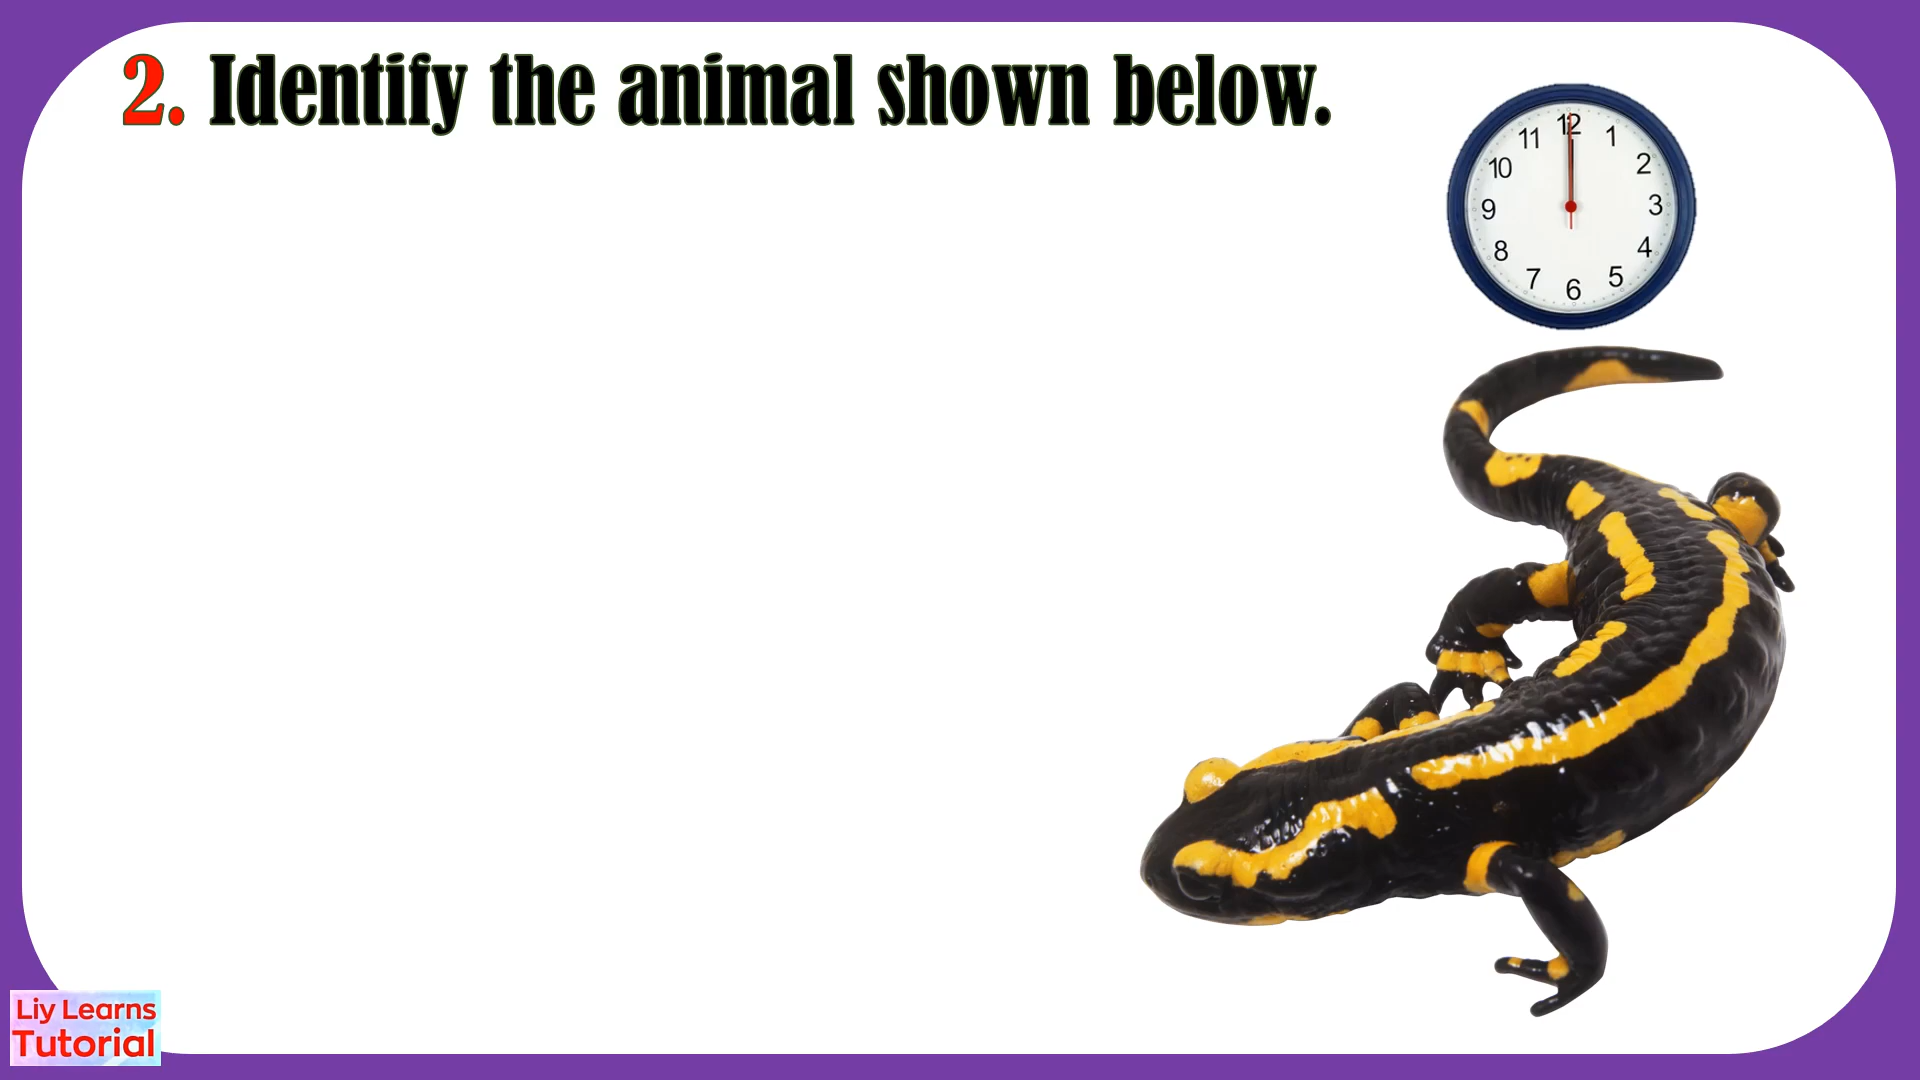 2. Identify the animal shown below.
12
11 1
10 2
9 3
8 4
7 5
6
Liy Learns
Tutorial